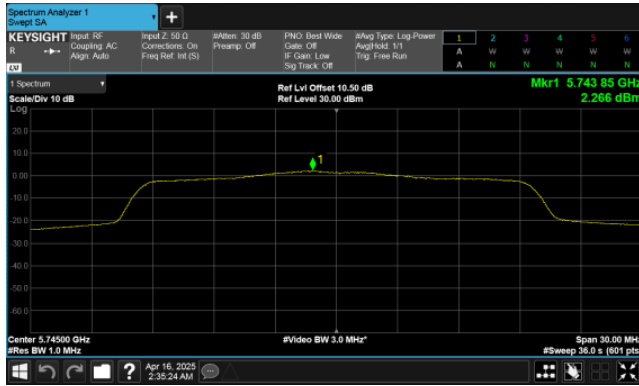 Spectrum Analyzer 1
Swept SA
+
KEYSIGHT
R
LXI
Input: RF
Coupling: AC
Align: Auto
Input Z: 50 Ω
Corrections: On
Freq Ref: Int (S)
#Atten: 30 dB
Preamp: Off
PNO: Best Wide
Gate: Off
IF Gain: Low
Sig Track: Off
#Avg Type: Log-Power
Avg|Hold: 1/1
Trig: Free Run
1 2 3 4 5 6
A W W W W W
A N N N N N
1 Spectrum
Scale/Div 10 dB
Ref Lvl Offset 10.50 dB
Ref Level 30.00 dBm
Mkr1 5.743 85 GHz
2.266 dBm
Log
20.0
10.0
1
0.00
-10.0
-20.0
-30.0
-40.0
-50.0
-60.0
Center 5.74500 GHz
#Video BW 3.0 MHz*
Span 30.00 MHz
#Res BW 1.0 MHz
#Sweep 36.0 s (601 pts)
?
Apr 16, 2025
2:35:24 AM